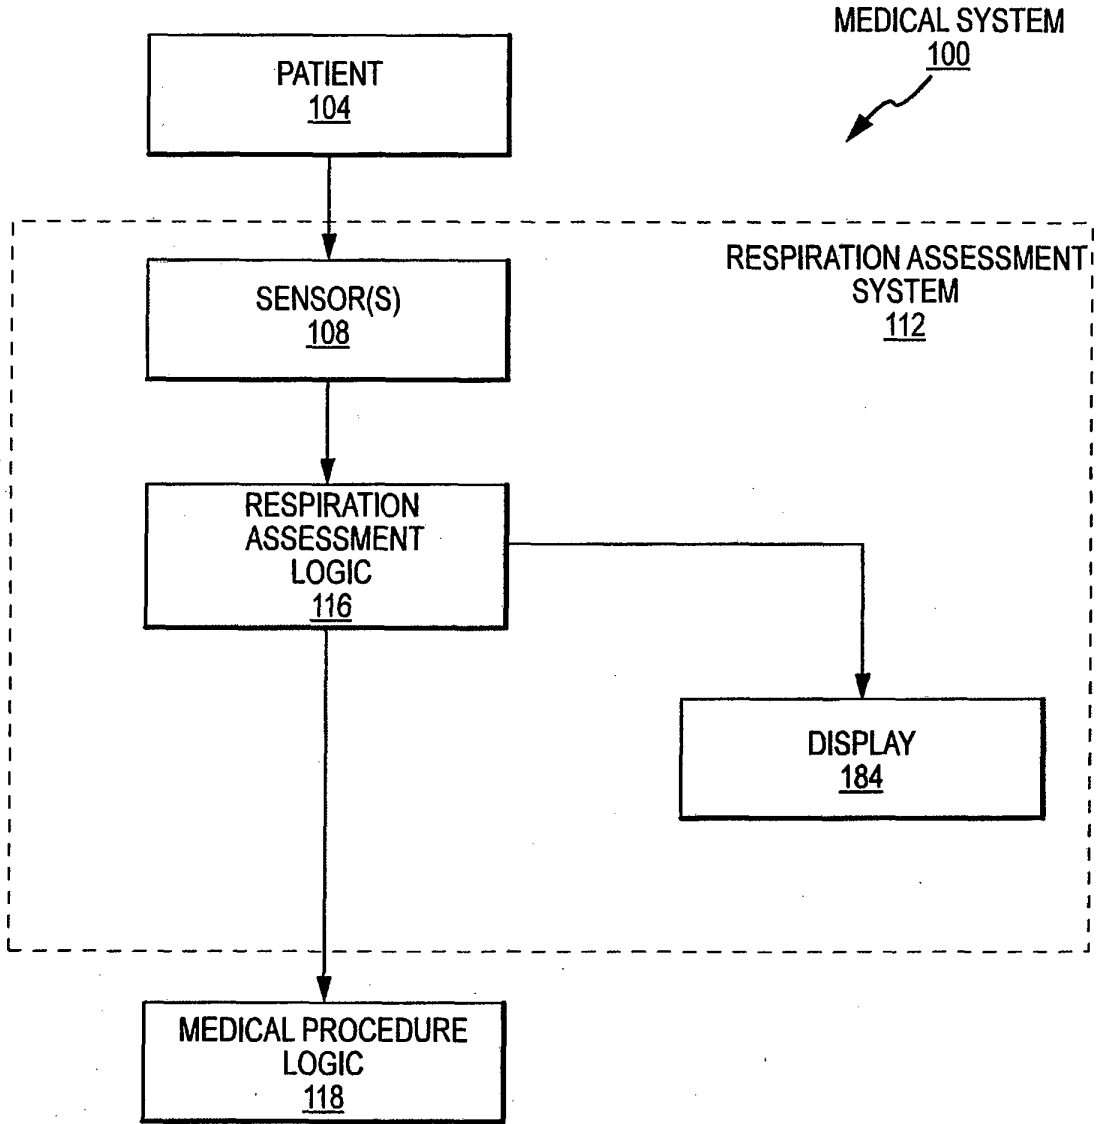 MEDICAL SYSTEM
100
PATIENT
104
RESPIRATION ASSESSMENT
SYSTEM
112
SENSOR(S)
108
RESPIRATION
ASSESSMENT
LOGIC
116
DISPLAY
184
MEDICAL PROCEDURE
LOGIC
118